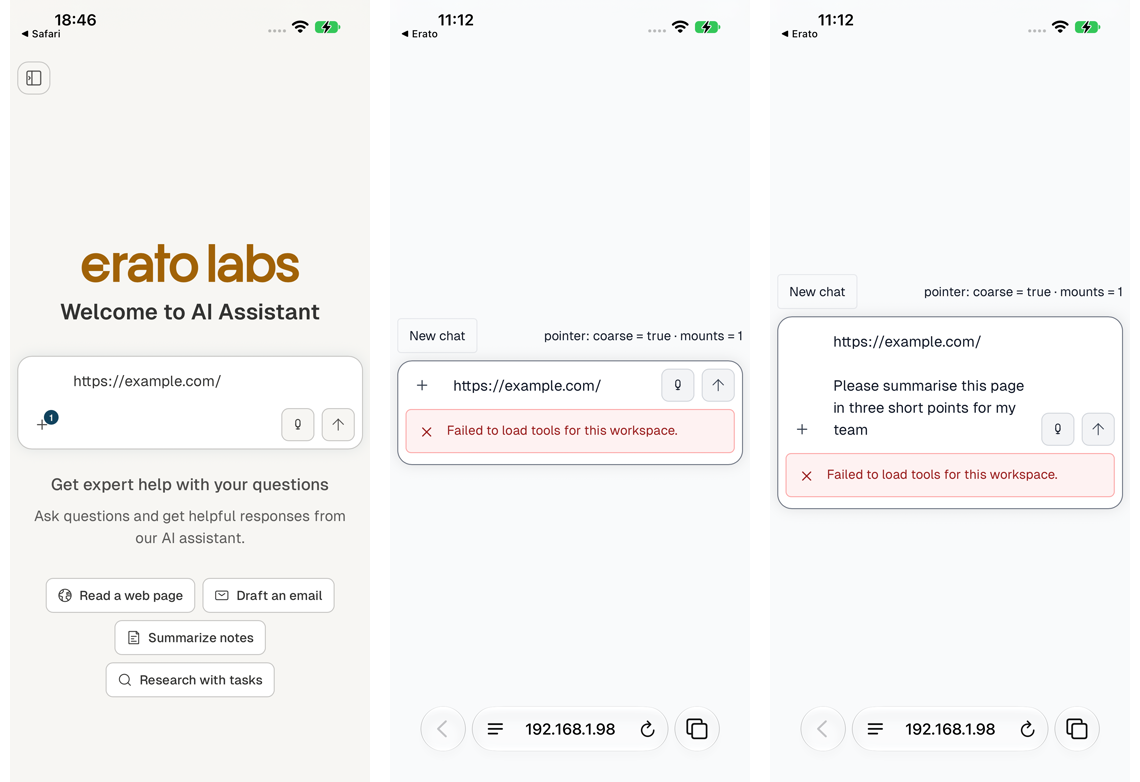 18:46
◀ Safari
erato labs
Welcome to AI Assistant
https://example.com/
1
Get expert help with your questions
Ask questions and get helpful responses from
our AI assistant.
Read a web page
Draft an email
Summarize notes
Research with tasks
11:12
◀ Erato
New chat
pointer: coarse = true · mounts = 1
https://example.com/
Failed to load tools for this workspace.
192.168.1.98
11:12
◀ Erato
New chat
pointer: coarse = true · mounts = 1
https://example.com/
Please summarise this page
in three short points for my
team
Failed to load tools for this workspace.
192.168.1.98